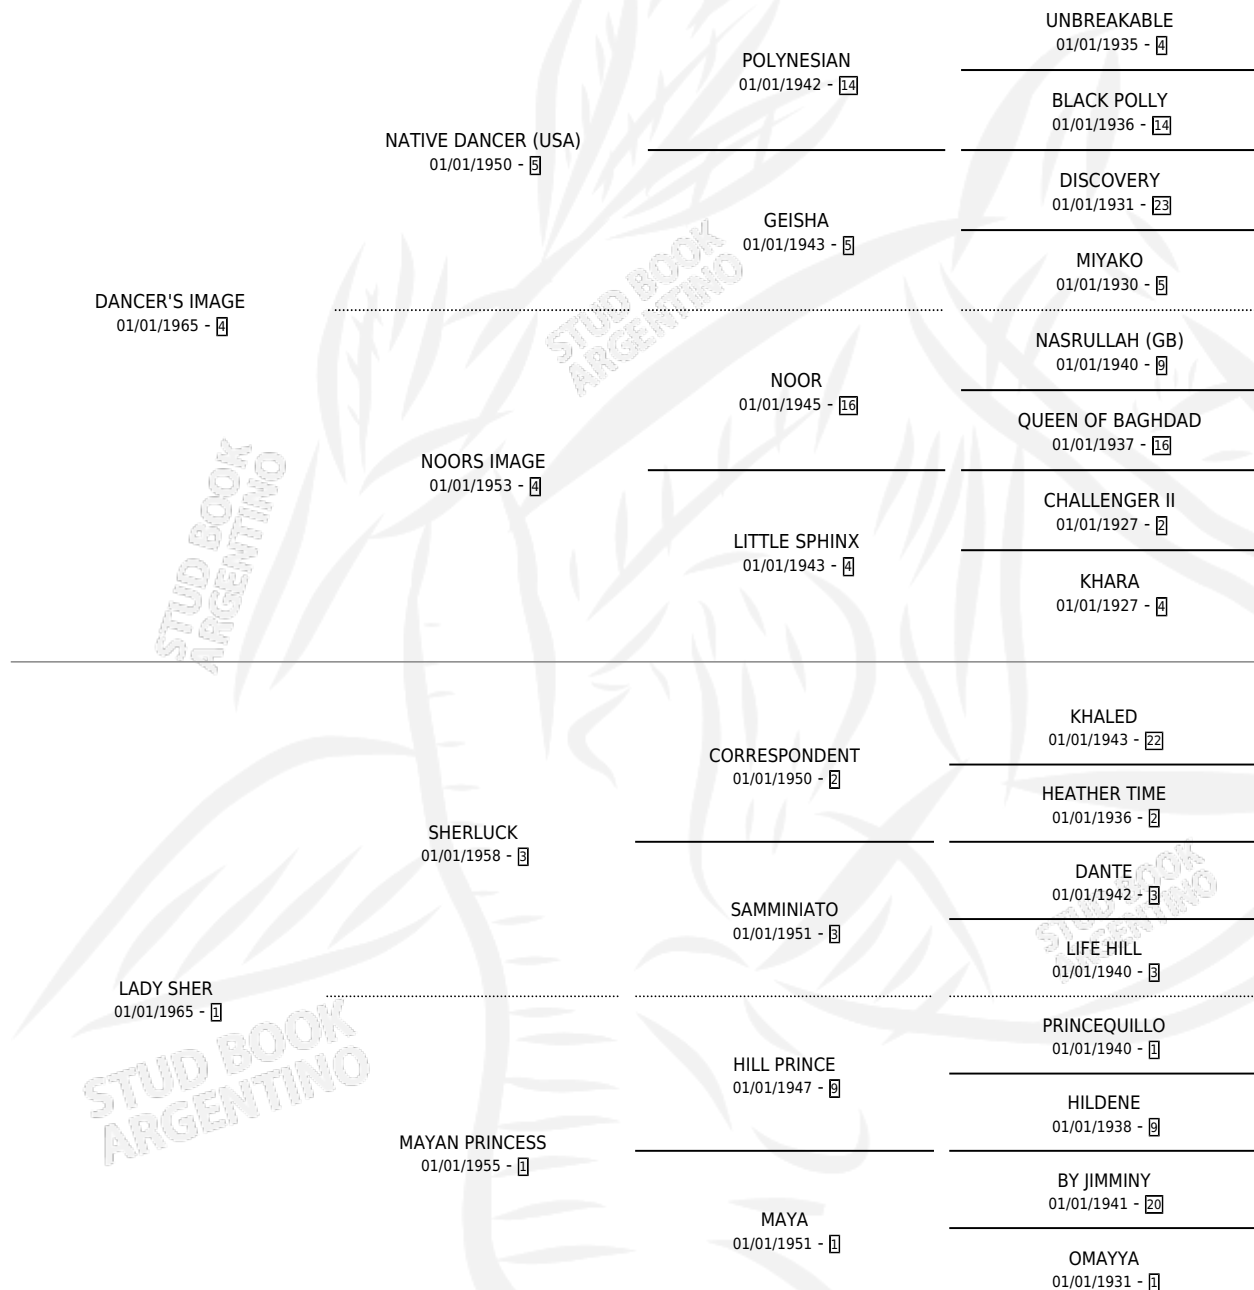 UNBREAKABLE
01/01/1935 - 4
POLYNESIAN
01/01/1942 - 14
BLACK POLLY
01/01/1936 - 14
NATIVE DANCER (USA)
01/01/1950 - 5
DISCOVERY
01/01/1931 - 23
GEISHA
01/01/1943 - 5
MIYAKO
01/01/1930 - 5
DANCER'S IMAGE
01/01/1965 - 4
STUD BOOK
ARGENTINO
NASRULLAH (GB)
01/01/1940 - 9
NOOR
01/01/1945 - 16
QUEEN OF BAGHDAD
01/01/1937 - 16
NOORS IMAGE
01/01/1953 - 4
CHALLENGER II
01/01/1927 - 2
LITTLE SPHINX
01/01/1943 - 4
KHARA
01/01/1927 - 4
STUD BOOK
ARGENTINO
KHALED
01/01/1943 - 22
CORRESPONDENT
01/01/1950 - 2
HEATHER TIME
01/01/1936 - 2
SHERLUCK
01/01/1958 - 3
DANTE
01/01/1942 - 3
SAMMINIATO
01/01/1951 - 3
LIFE HILL
01/01/1940 - 3
STUD BOOK
ARGENTINO
LADY SHER
01/01/1965 - 1
PRINCEQUILLO
01/01/1940 - 1
HILL PRINCE
01/01/1947 - 9
HILDENE
01/01/1938 - 9
STUD BOOK
ARGENTINO
MAYAN PRINCESS
01/01/1955 - 1
BY JIMMINY
01/01/1941 - 20
MAYA
01/01/1951 - 1
OMAYYA
01/01/1931 - 1